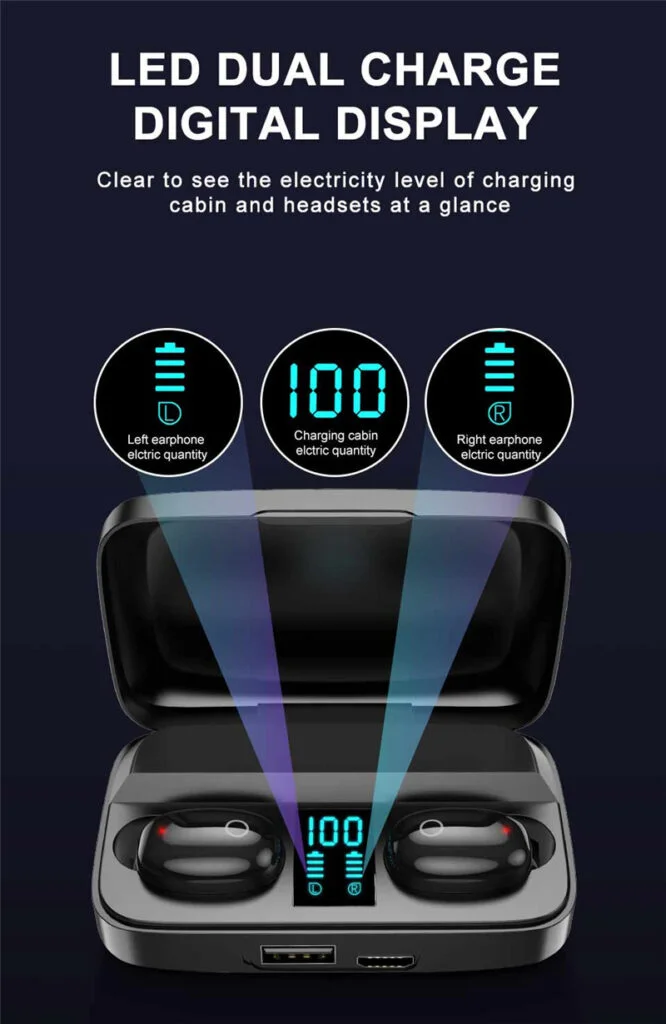 LED DUAL CHARGE
DIGITAL DISPLAY
Clear to see the electricity level of charging
cabin and headsets at a glance
L
Left earphone
elctric quantity
100
Charging cabin
elctric quantity
R
Right earphone
elctric quantity
100
L R